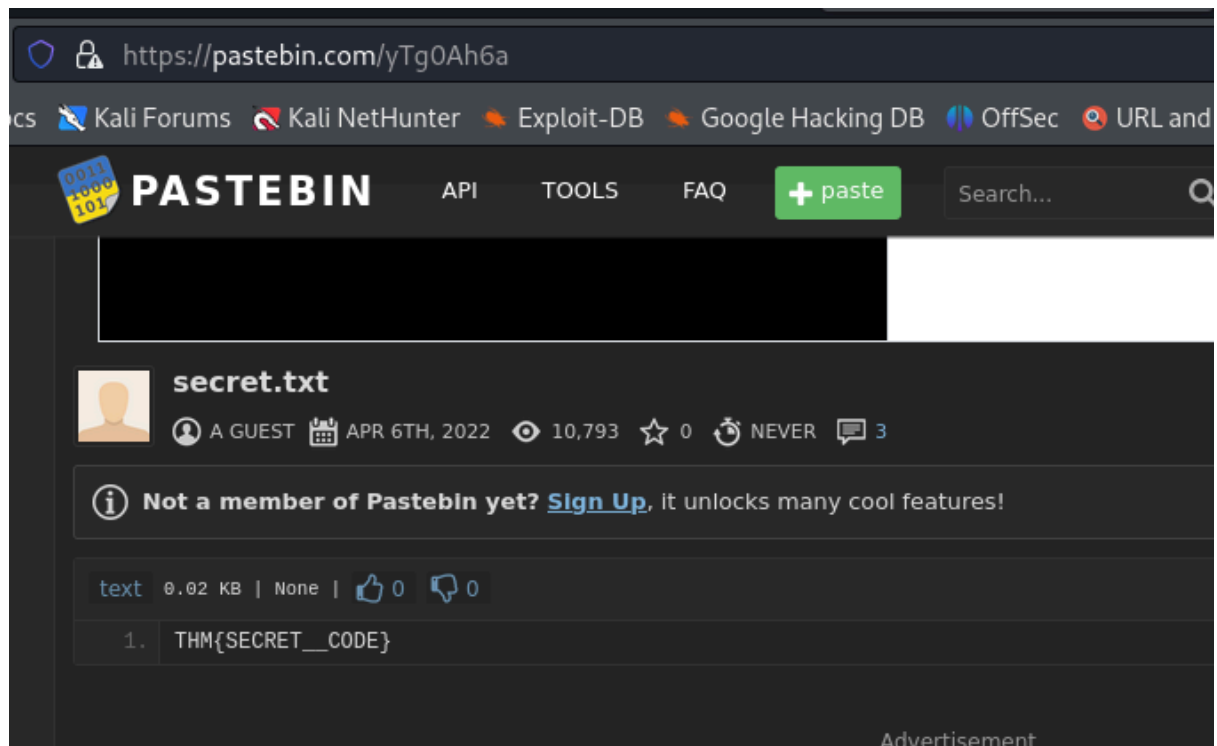 https://pastebin.com/yTg0Ah6a
cs Kali Forums Kali NetHunter Exploit-DB Google Hacking DB OffSec URL and
PASTEBIN API TOOLS FAQ paste Search...
secret.txt
A GUEST APR 6TH, 2022 10,793 0 NEVER 3
Not a member of Pastebin yet? Sign Up, it unlocks many cool features!
text 0.02 KB | None | 0 0
1. THM{SECRET__CODE}
Advertisement